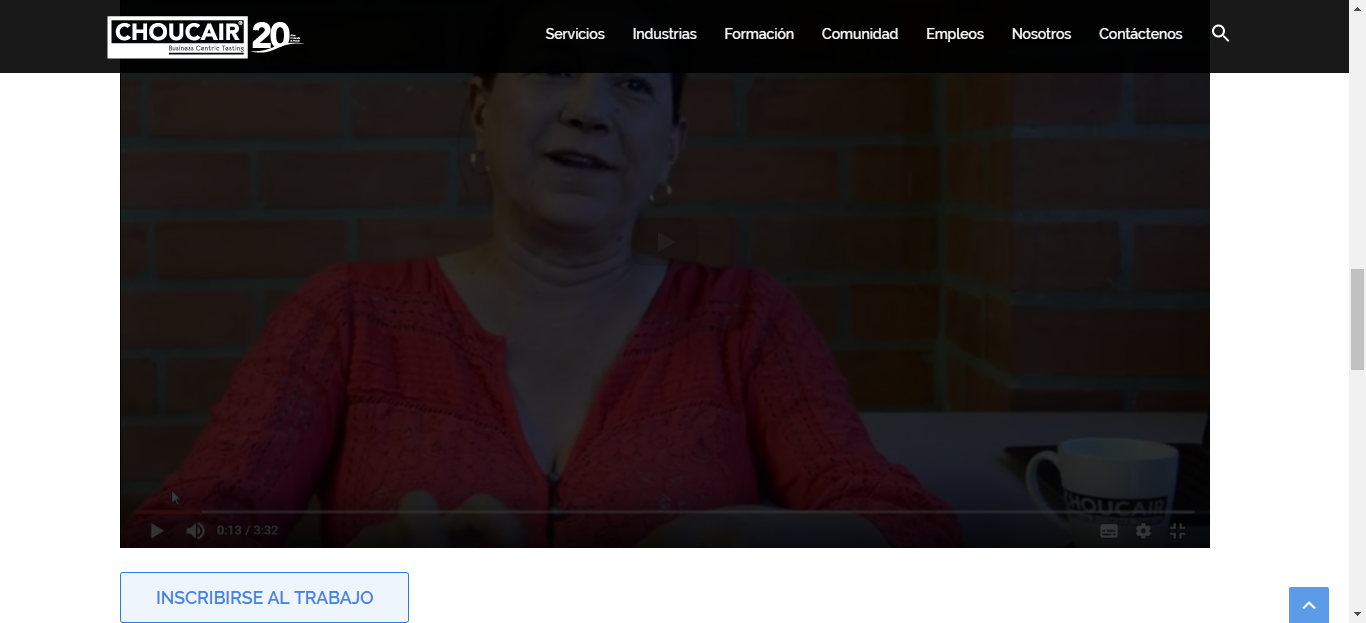 CHOUCAIR
Business Centric Testing
20
Servicios Industrias Formación Comunidad Empleos Nosotros Contáctenos
CHOUCAIR
0:13 / 3:32
INSCRIBIRSE AL TRABAJO